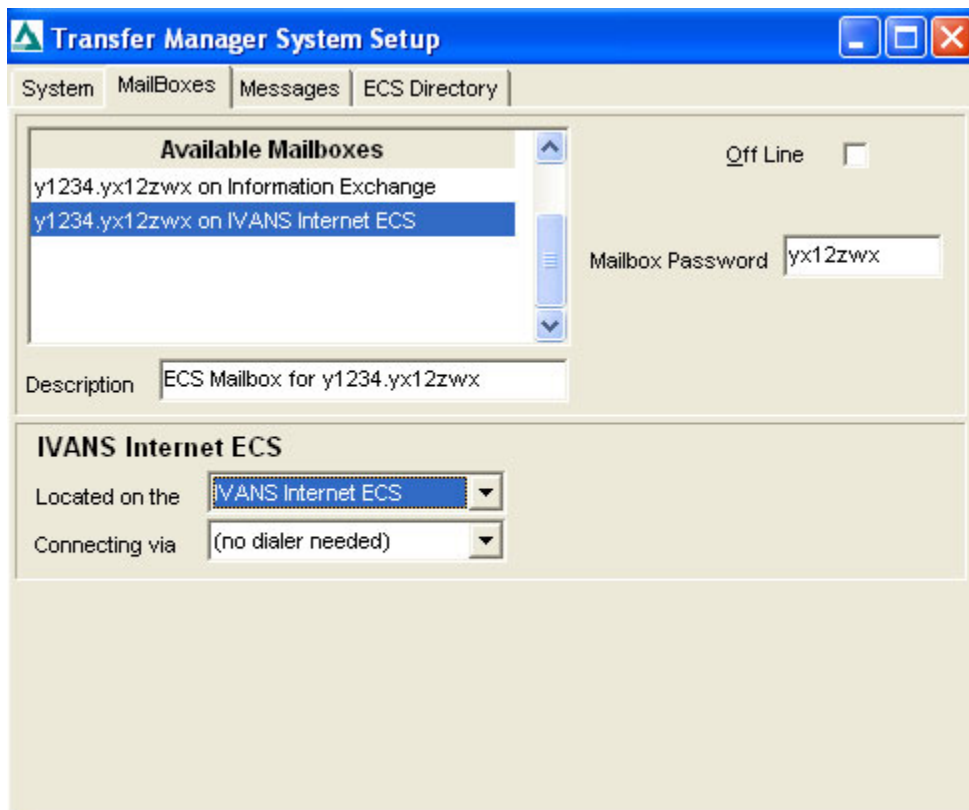 Transfer Manager System Setup
System MailBoxes Messages ECS Directory
Available Mailboxes
y1234.yx12zwx on Information Exchange
y1234.yx12zwx on IVANS Internet ECS
Off Line
Mailbox Password yx12zwx
Description ECS Mailbox for y1234.yx12zwx
IVANS Internet ECS
Located on the IVANS Internet ECS
Connecting via (no dialer needed)